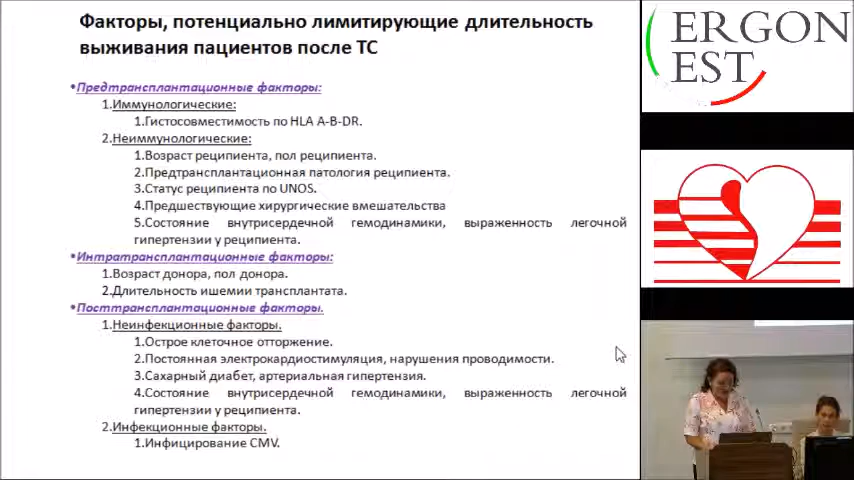 Факторы, потенциально лимитирующие длительность
выживания пациентов после ТС
•Предтрансплантационные факторы:
1.Иммунологические:
1.Гистосовместимость по HLA A-B-DR.
2.Неиммунологические:
1.Возраст реципиента, пол реципиента.
2.Предтрансплантационная патология реципиента.
3.Статус реципиента по UNOS.
4.Предшествующие хирургические вмешательства
5.Состояние внутрисердечной гемодинамики, выраженность легочной
гипертензии у реципиента.
•Интратрансплантационные факторы:
1.Возраст донора, пол донора.
2.Длительность ишемии трансплантата.
•Посттрансплантационные факторы.
1.Неинфекционные факторы.
1.Острое клеточное отторжение.
2.Постоянная электрокардиостимуляция, нарушения проводимости.
3.Сахарный диабет, артериальная гипертензия.
4.Состояние внутрисердечной гемодинамики, выраженность легочной
гипертензии у реципиента.
2.Инфекционные факторы.
1.Инфицирование CMV.
ERGON
EST